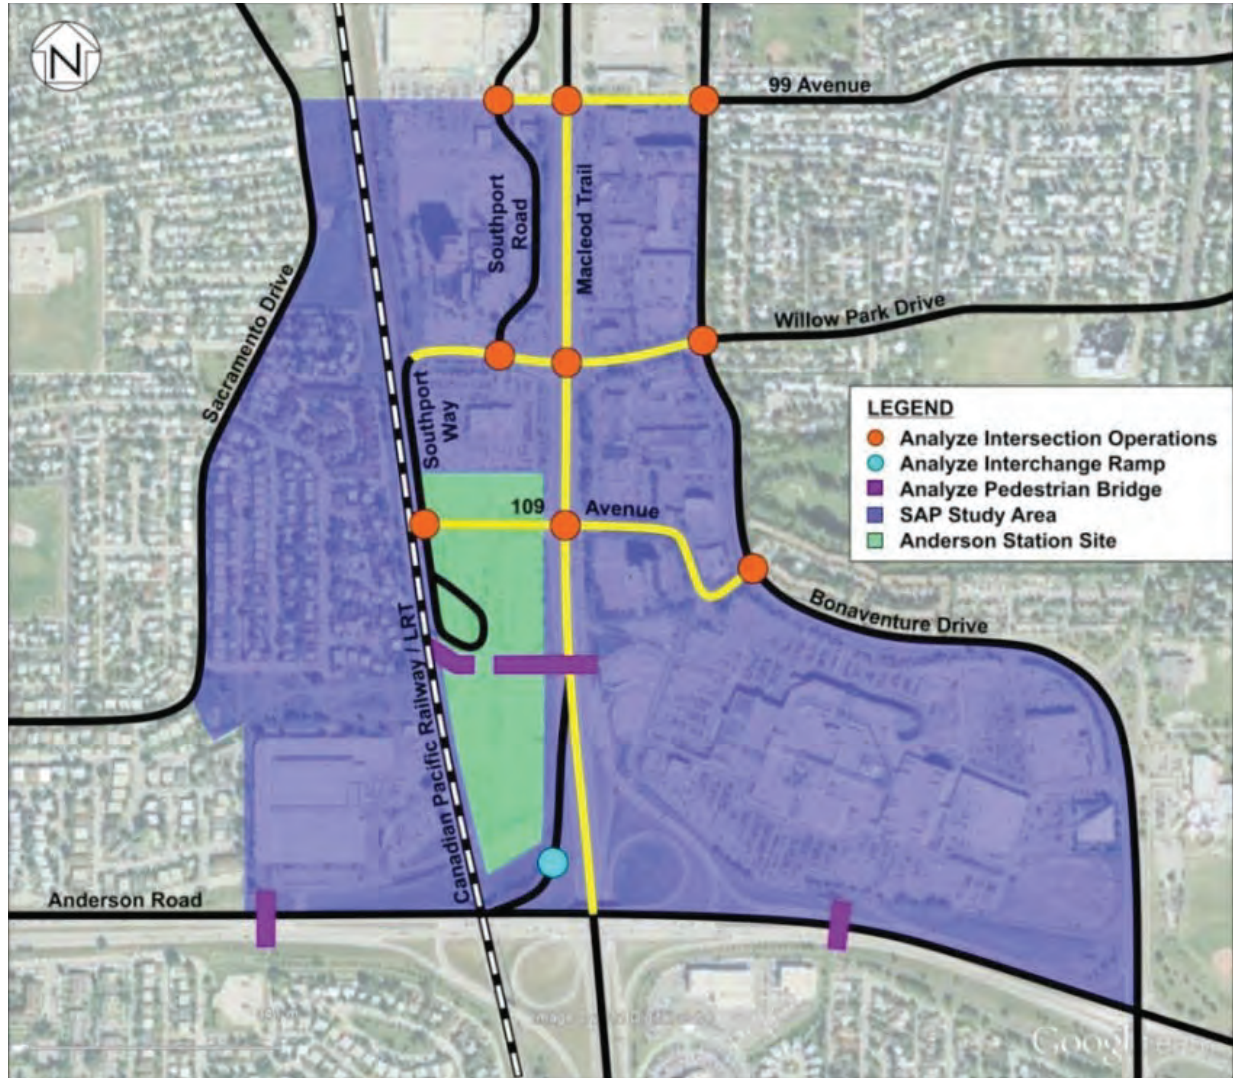 N
99 Avenue
Southport
Road
Macleod Trail
Willow Park Drive
Sacramento Drive
Southport
Way
LEGEND
Analyze Intersection Operations
Analyze Interchange Ramp
Analyze Pedestrian Bridge
SAP Study Area
Anderson Station Site
109 Avenue
Bonaventure Drive
Canadian Pacific Railway / LRT
Anderson Road
Google